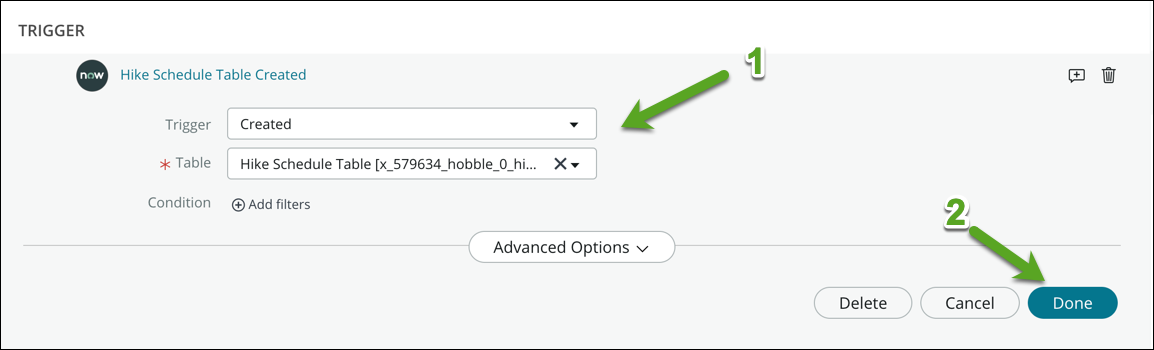 TRIGGER
1
now Hike Schedule Table Created
Trigger Created
* Table Hike Schedule Table [x_579634_hobble_0_hi...
Condition Add filters
2
Advanced Options
Delete Cancel Done